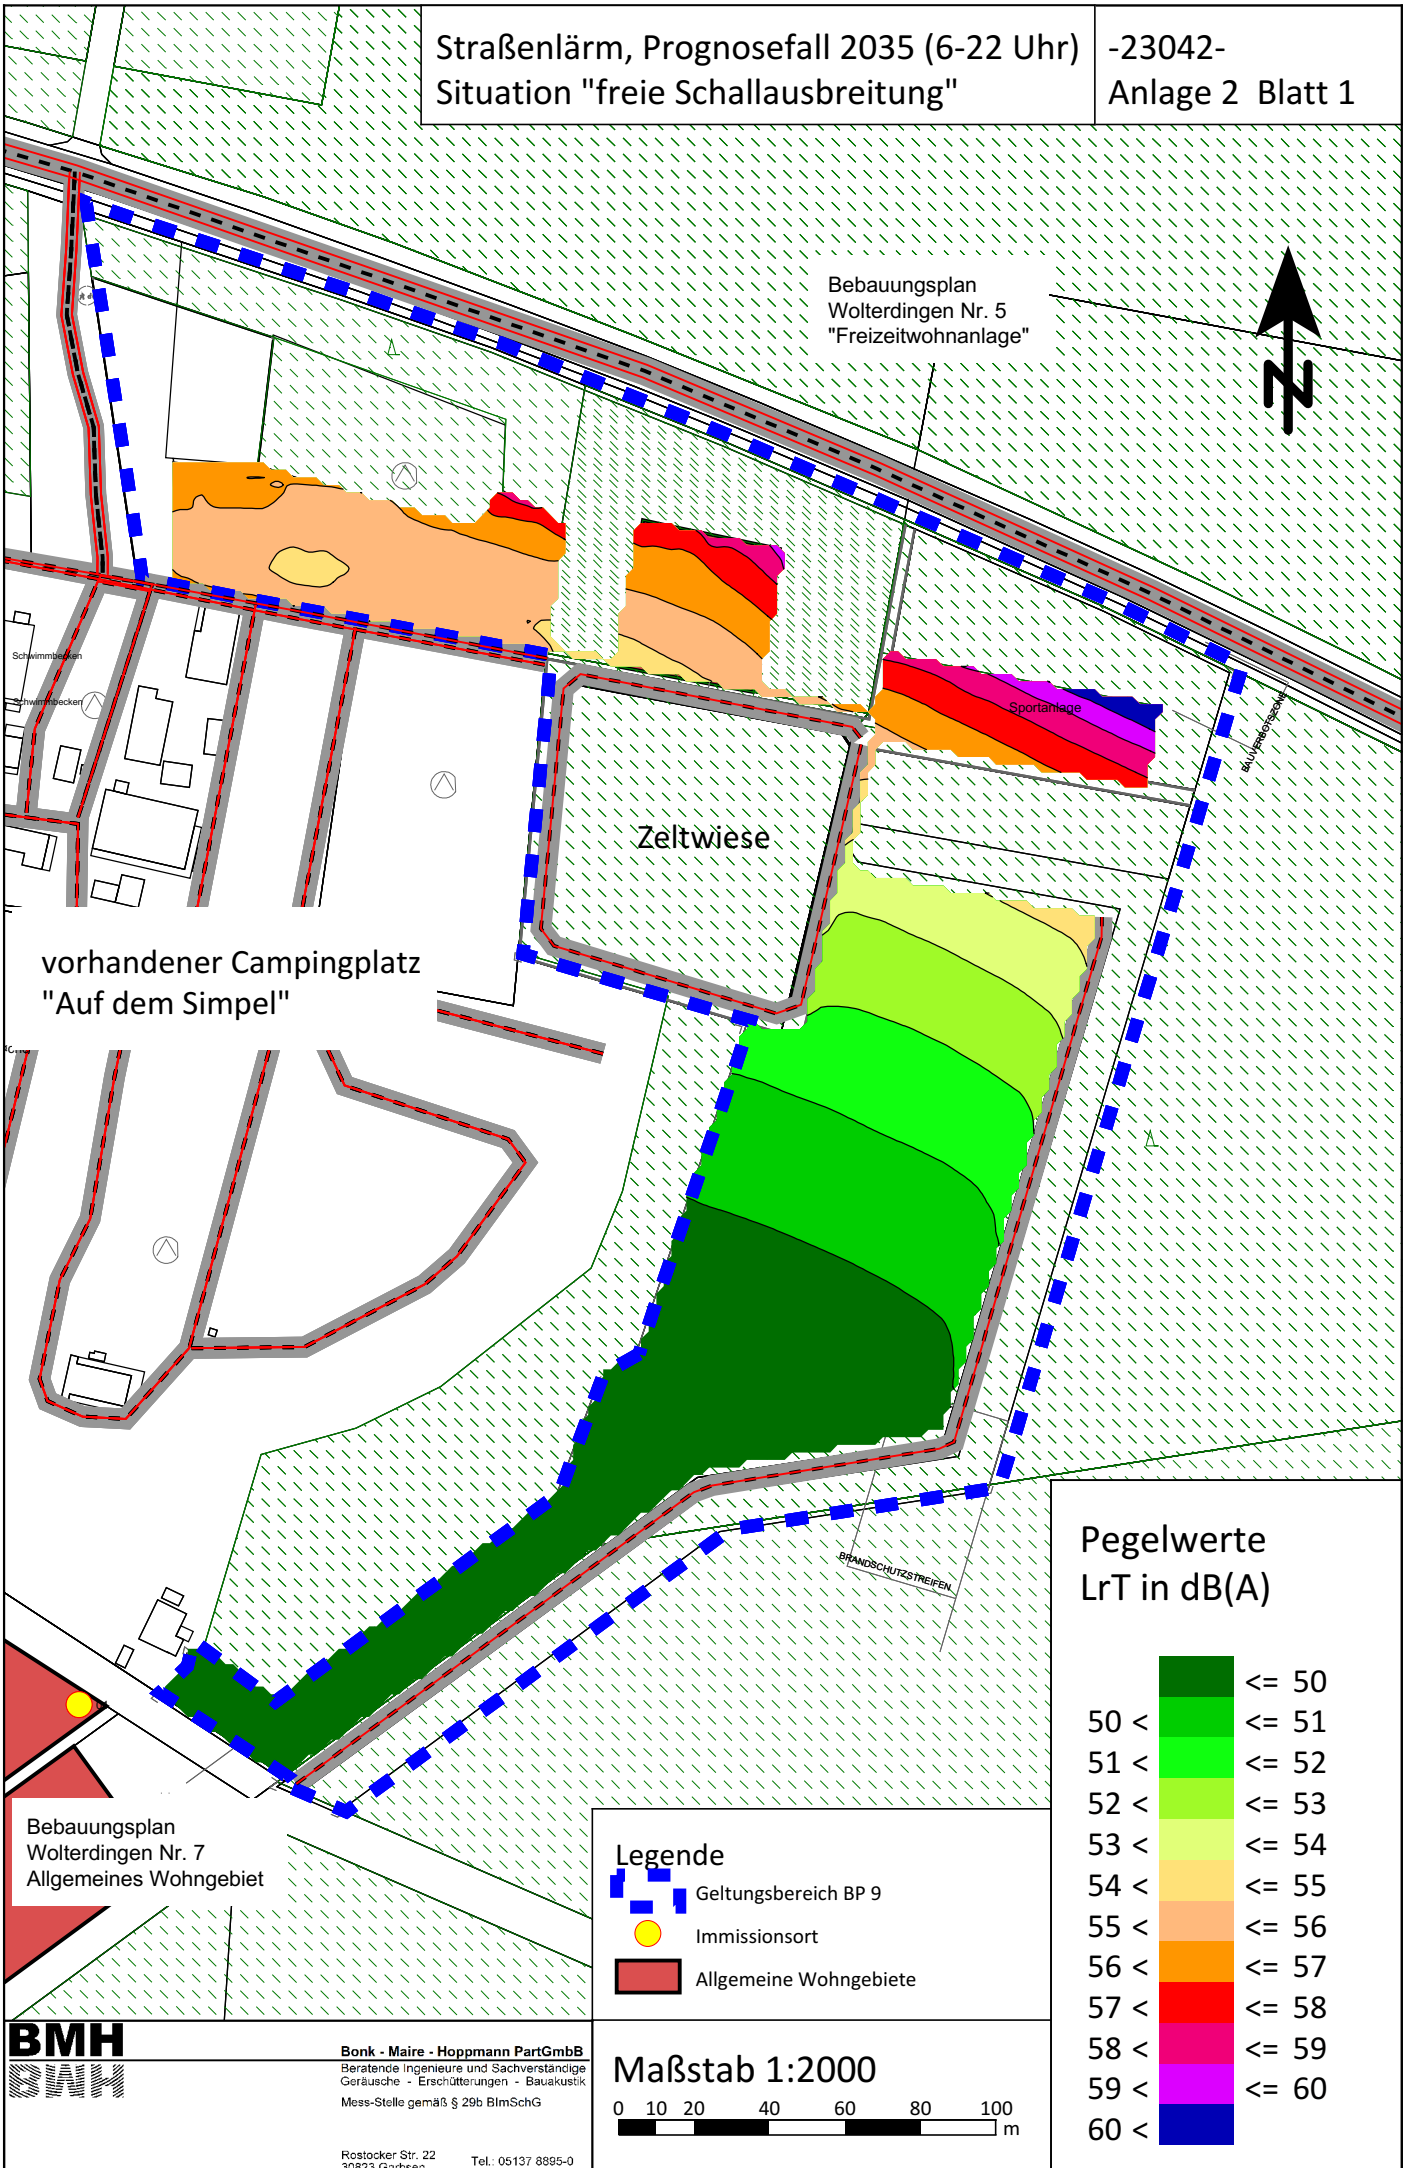 Straßenlärm, Prognosefall 2035 (6-22 Uhr)
Situation "freie Schallausbreitung"
-23042-
Anlage 2 Blatt 1
Bebauungsplan
Wolterdingen Nr. 5
"Freizeitwohnanlage"
N
Schwimmbecken
Schwimmbecken
Sportanlage
BAUVERBOTSZONE
Zeltwiese
vorhandener Campingplatz
"Auf dem Simpel"
BRANDSCHUTZSTREIFEN
Bebauungsplan
Wolterdingen Nr. 7
Allgemeines Wohngebiet
Pegelwerte
LrT in dB(A)
<= 50
50 < <= 51
51 < <= 52
52 < <= 53
53 < <= 54
54 < <= 55
55 < <= 56
56 < <= 57
57 < <= 58
58 < <= 59
59 < <= 60
60 <
Legende
Geltungsbereich BP 9
Immissionsort
Allgemeine Wohngebiete
BMH
BMH
Bonk - Maire - Hoppmann PartGmbB
Beratende Ingenieure und Sachverständige
Geräusche - Erschütterungen - Bauakustik
Mess-Stelle gemäß § 29b BImSchG
Rostocker Str. 22
30823 Garbsen
Tel.: 05137 8895-0
Maßstab 1:2000
0 10 20 40 60 80 100
m